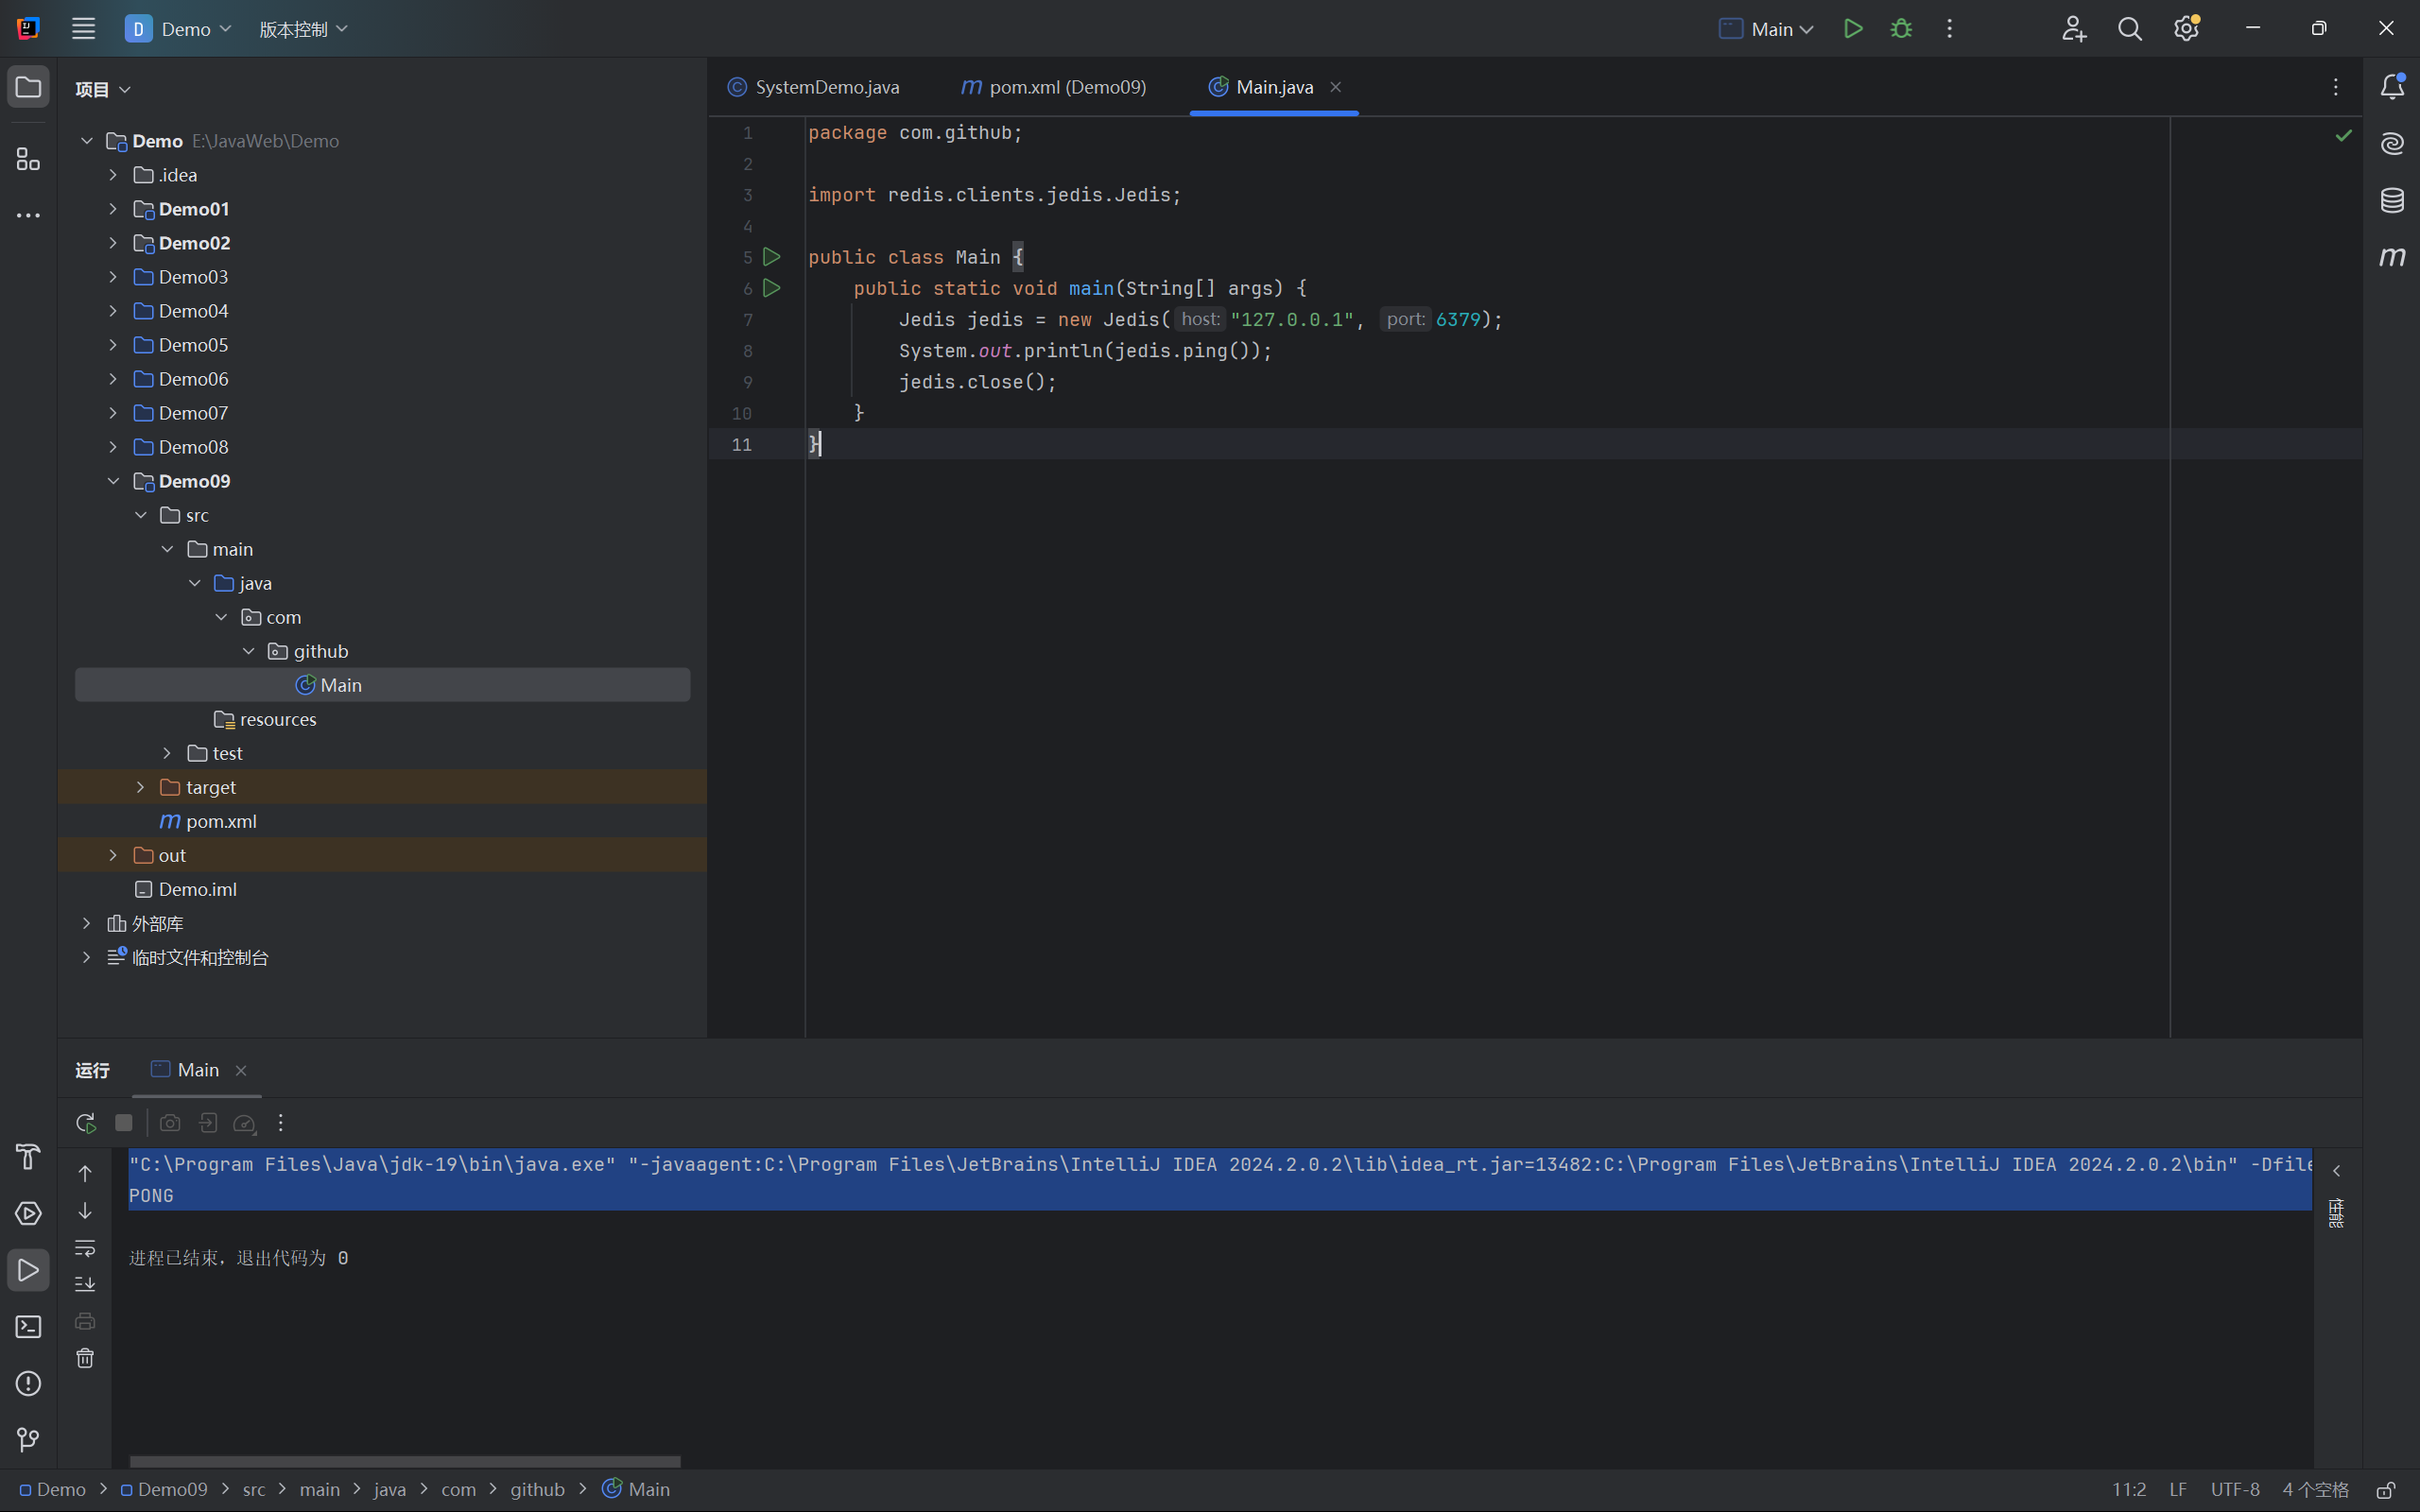 D Demo 版本控制 Main
项目
Demo E:\JavaWeb\Demo
.idea
Demo01
Demo02
Demo03
Demo04
Demo05
Demo06
Demo07
Demo08
Demo09
src
main
java
com
github
Main
resources
test
target
m pom.xml
out
Demo.iml
外部库
临时文件和控制台
SystemDemo.java m pom.xml (Demo09) Main.java
1 package com.github;
2
3 import redis.clients.jedis.Jedis;
4
5 public class Main {
6 public static void main(String[] args) {
7 Jedis jedis = new Jedis( host: "127.0.0.1", port: 6379);
8 System.out.println(jedis.ping());
9 jedis.close();
10 }
11 }
运行 Main
"C:\Program Files\Java\jdk-19\bin\java.exe" "-javaagent:C:\Program Files\JetBrains\IntelliJ IDEA 2024.2.0.2\lib\idea_rt.jar=13482:C:\Program Files\JetBrains\IntelliJ IDEA 2024.2.0.2\bin" -Dfile
PONG
进程已结束，退出代码为 0
性能
Demo > Demo09 > src > main > java > com > github > Main
11:2 LF UTF-8 4 个空格